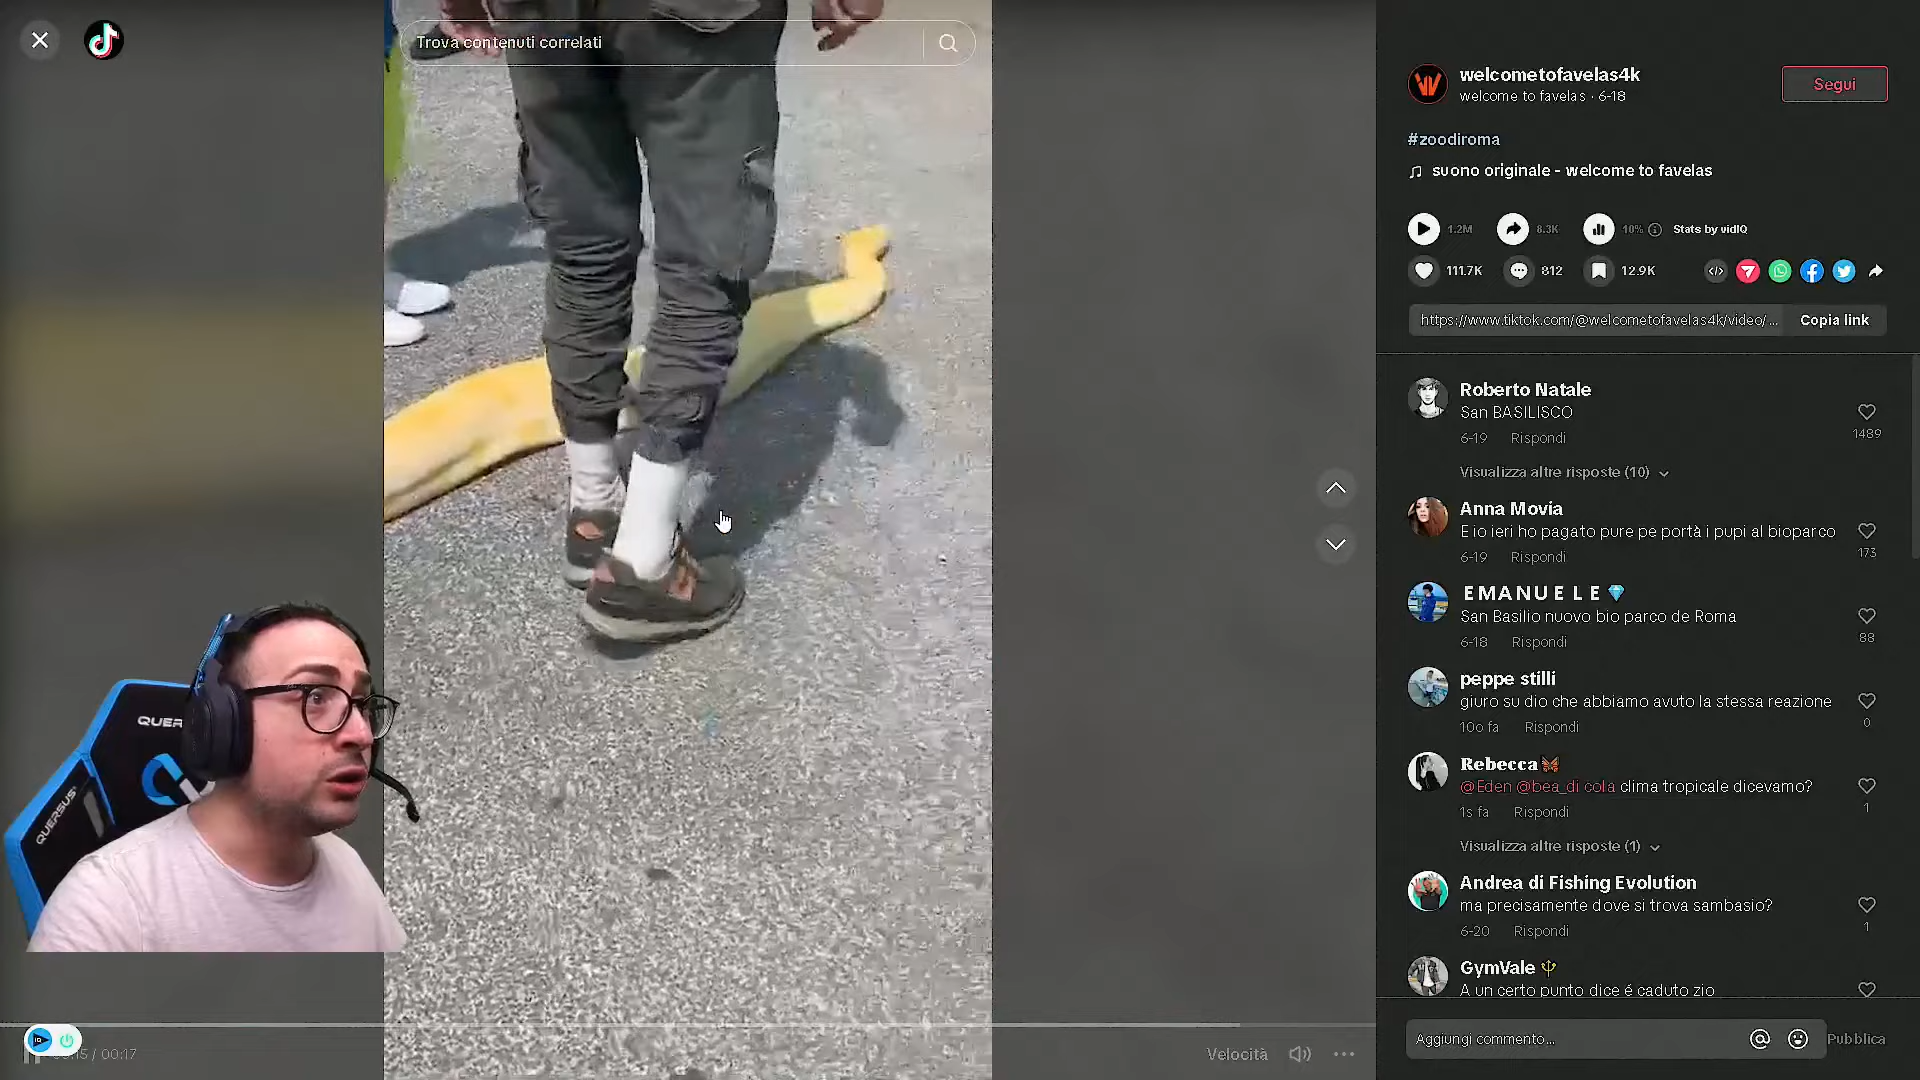 Trova contenuti correlati
welcometofavelas4k
welcome to favelas · 6-18
Segui
#zoodiroma
suono originale - welcome to favelas
1.2M
8.3K
10%
Stats by vidIQ
111.7K
812
12.9K
https://www.tiktok.com/@welcometofavelas4k/video/...
Copia link
Roberto Natale
San BASILISCO
6-19 Rispondi
1489
Visualizza altre risposte (10)
Anna Movia
E io ieri ho pagato pure pe portà i pupi al bioparco
6-19 Rispondi
173
E M A N U E L E
San Basilio nuovo bio parco de Roma
6-18 Rispondi
88
peppe stilli
giuro su dio che abbiamo avuto la stessa reazione
10o fa Rispondi
0
Rebecca
@Eden @bea_di cola clima tropicale dicevamo?
1s fa Rispondi
1
Visualizza altre risposte (1)
Andrea di Fishing Evolution
ma precisamente dove si trova sambasio?
6-20 Rispondi
1
GymVale
A un certo punto dice é caduto zio
Aggiungi commento...
Pubblica
/ 00:17
Velocità
QUERSUS